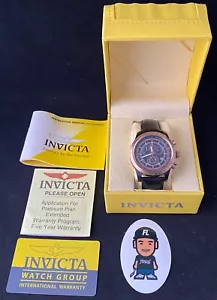 INVICTA
INVICTA
INVICTA
PLEASE OPEN
Application For
Platinum Plan
Extended
Warranty Program,
Five Year Warranty
INVICTA
WATCH GROUP
INTERNATIONAL WARRANTY
FL